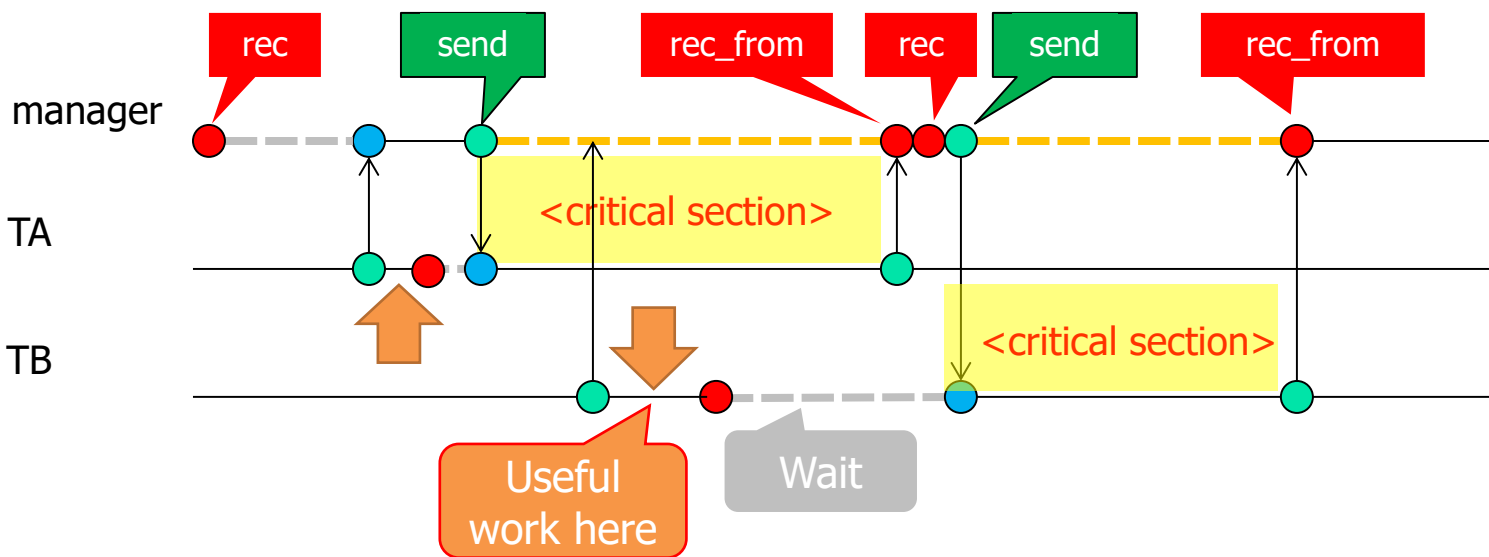 rec
send
rec_from
rec
send
rec_from
manager
<critical section>
TA
<critical section>
TB
Useful
work here
Wait